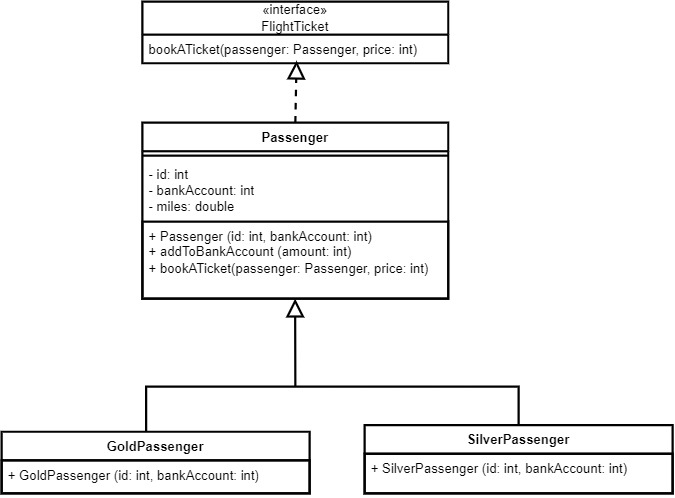 «interface»
FlightTicket
bookATicket(passenger: Passenger, price: int)
Passenger
- id: int
- bankAccount: int
- miles: double
+ Passenger (id: int, bankAccount: int)
+ addToBankAccount (amount: int)
+ bookATicket(passenger: Passenger, price: int)
GoldPassenger
+ GoldPassenger (id: int, bankAccount: int)
SilverPassenger
+ SilverPassenger (id: int, bankAccount: int)